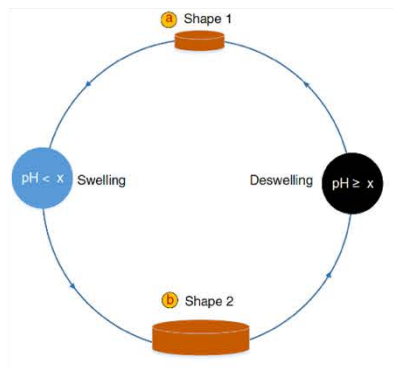 a Shape 1
pH < x Swelling
Deswelling pH ≥ x
b Shape 2